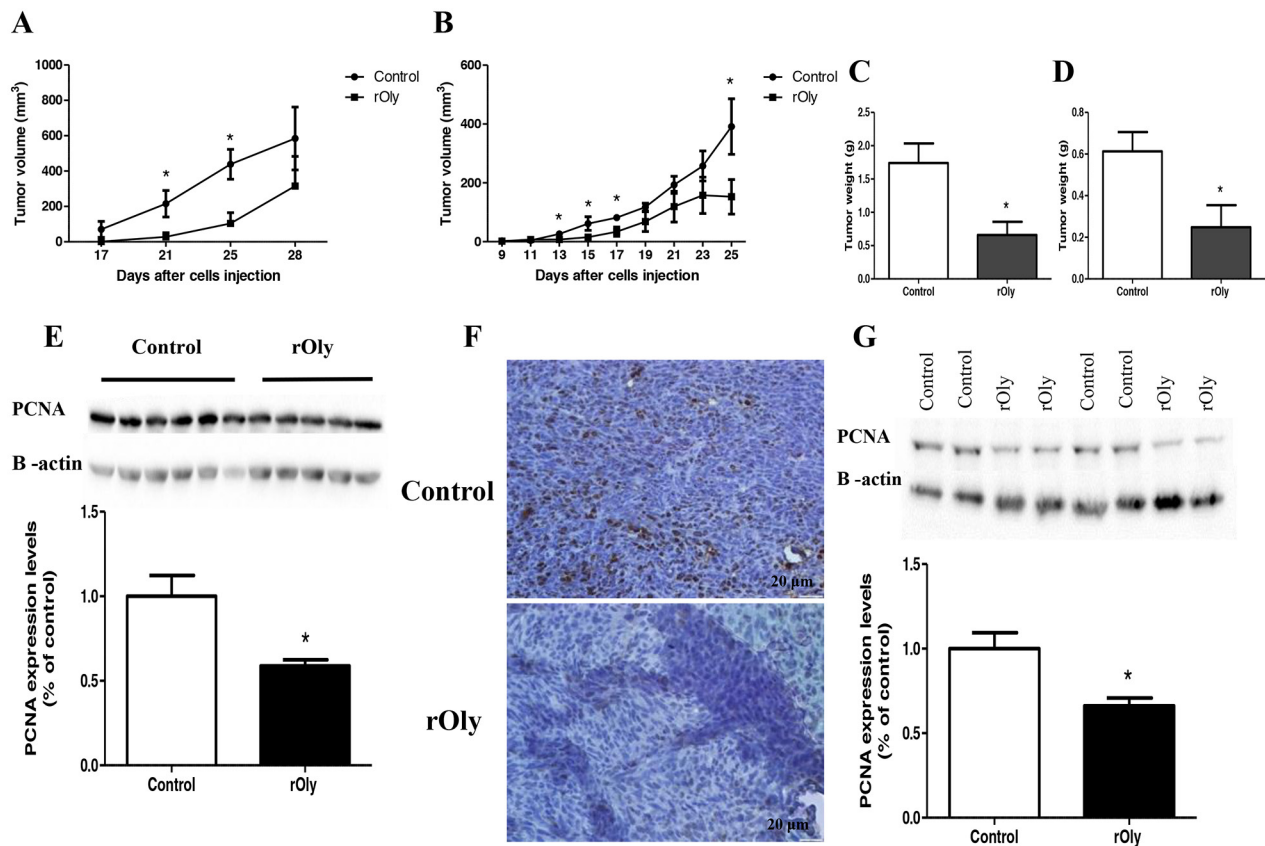 A
Tumor volume (mm³)
1000
800
600
400
200
0
17 21 25 28
Days after cells injection
Control
rOly
*
*
B
Tumor volume (mm³)
600
400
200
0
9 11 13 15 17 19 21 23 25
Days after cells injection
Control
rOly
* * * *
C
Tumor weight (g)
2.5
2.0
1.5
1.0
0.5
0.0
Control rOly
*
D
Tumor weight (g)
0.8
0.6
0.4
0.2
0.0
Control rOly
*
E
Control rOly
PCNA
B -actin
PCNA expression levels
(% of control)
1.5
1.0
0.5
0.0
Control rOly
*
F
Control
20 µm
rOly
20 µm
G
Control Control rOly rOly Control Control rOly rOly
PCNA
B -actin
PCNA expression levels
(% of control)
1.5
1.0
0.5
0.0
Control rOly
*